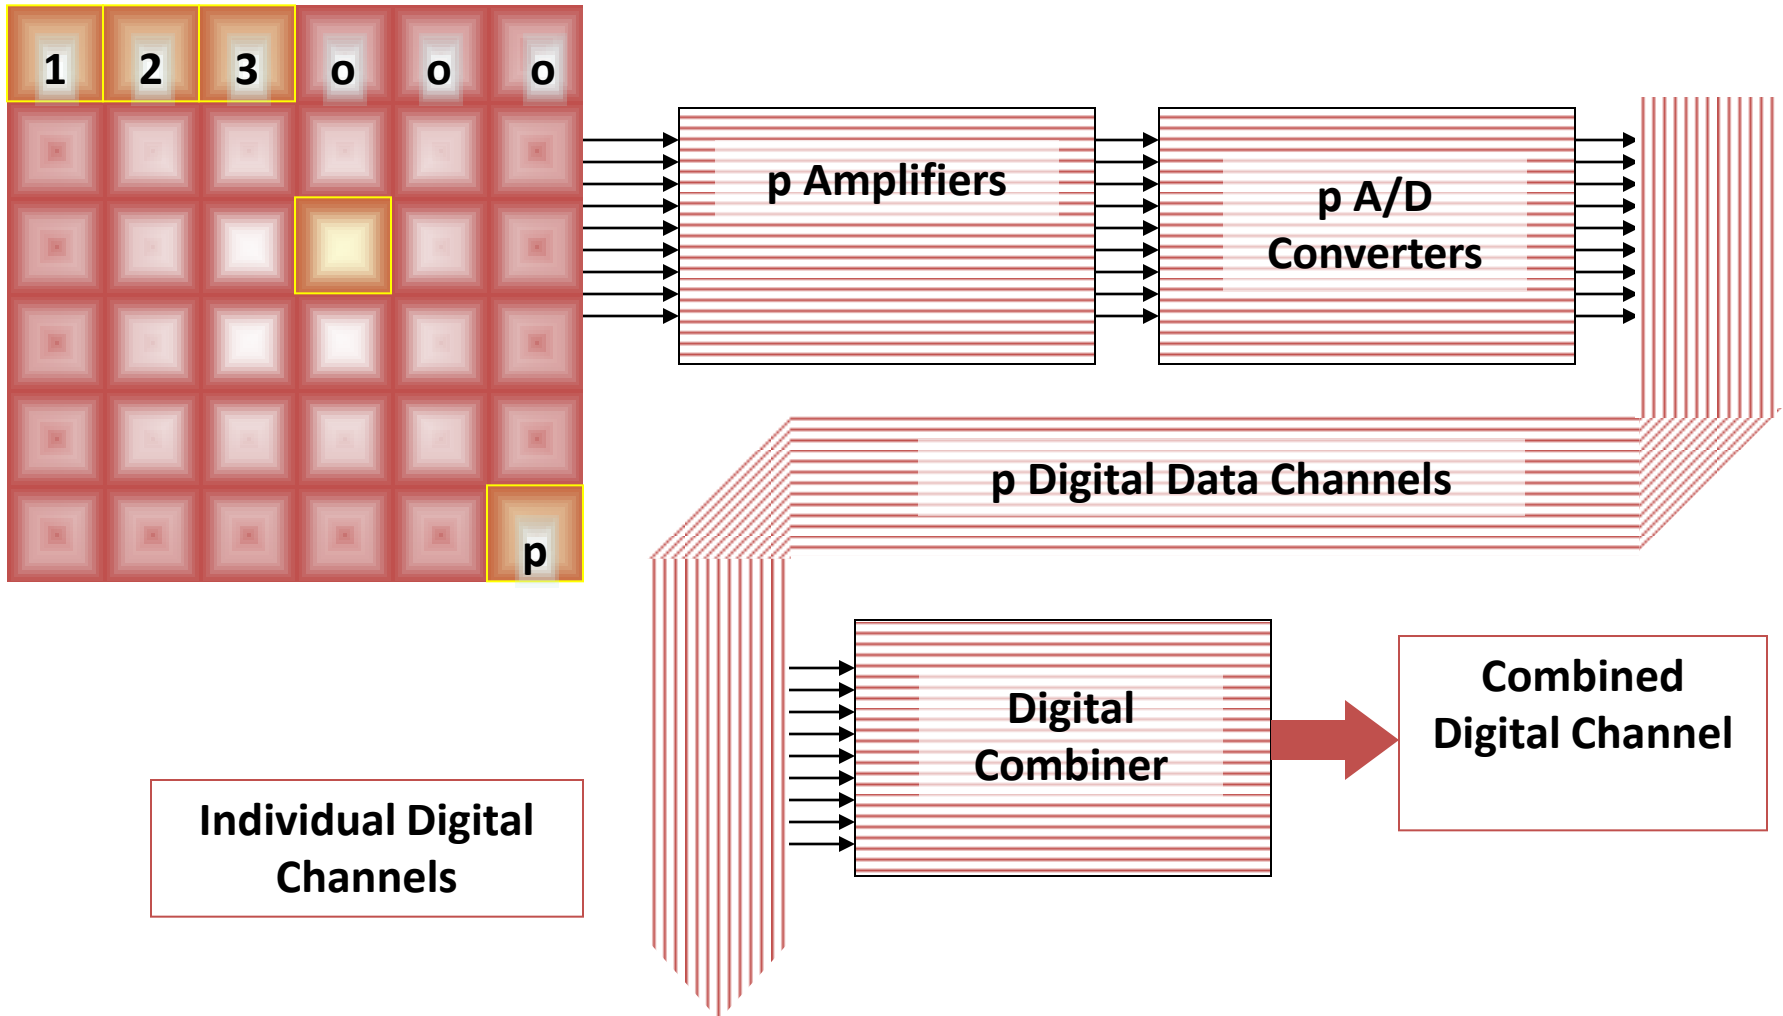 1 2 3 o o o
p Amplifiers
p A/D
Converters
p Digital Data Channels
p
Digital
Combiner
Combined
Digital Channel
Individual Digital
Channels